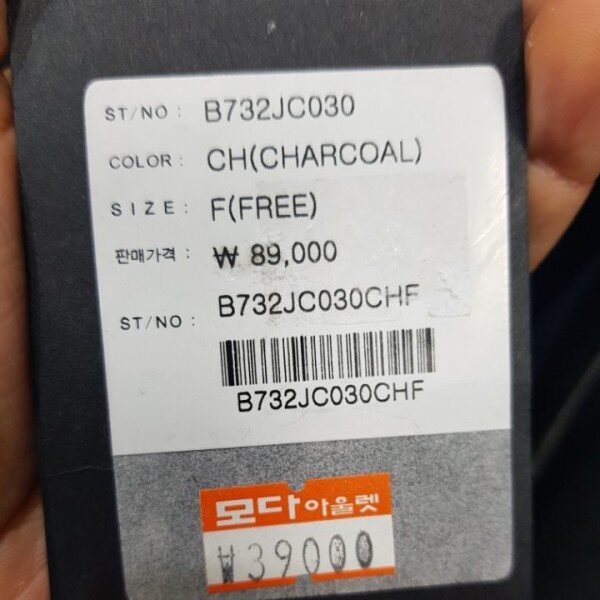 ST/NO : B732JC030
COLOR : CH(CHARCOAL)
SIZE : F(FREE)
판매가격 : ₩ 89,000
ST/NO : B732JC030CHF
B732JC030CHF
모다아울렛
₩39000